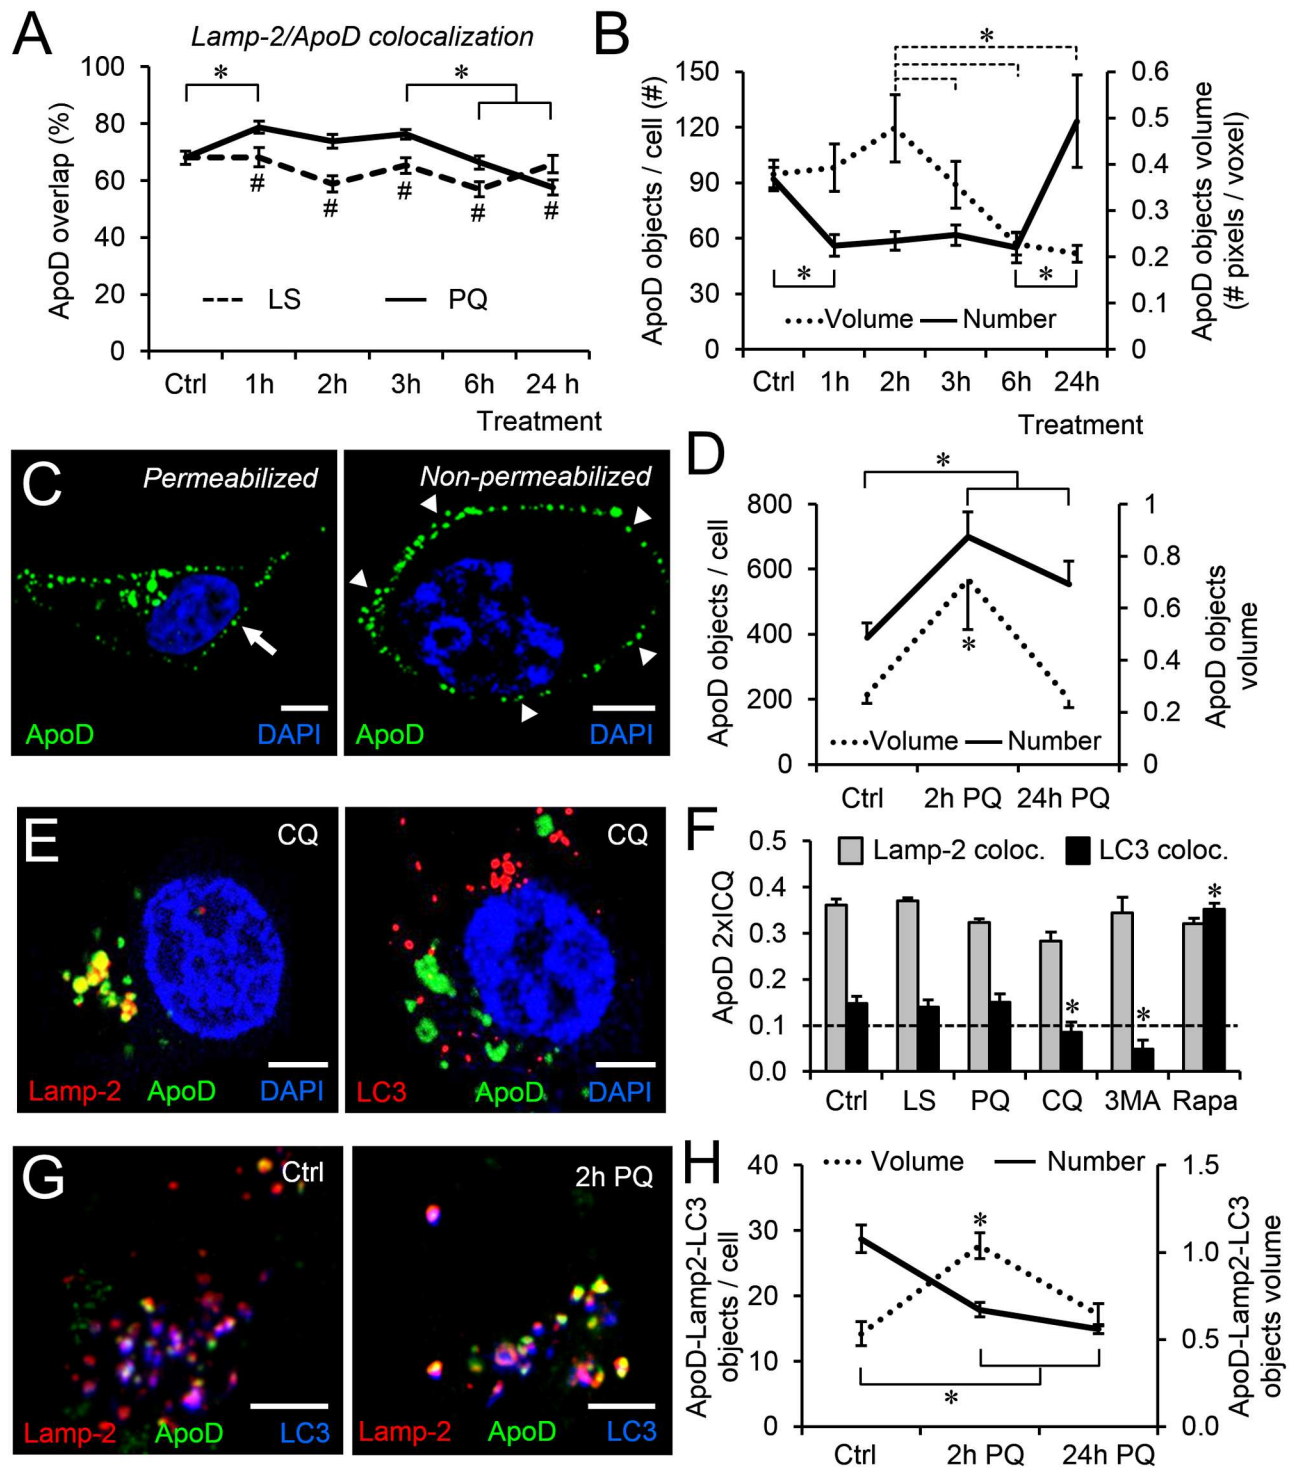 A
Lamp-2/ApoD colocalization
ApoD overlap (%)
100
80
60
40
20
0
*
*
#
#
#
#
#
LS
PQ
Ctrl
1h
2h
3h
6h
24 h
Treatment
B
ApoD objects / cell (#)
150
120
90
60
30
0
*
*
*
Volume
Number
0.6
0.5
0.4
0.3
0.2
0.1
0
ApoD objects volume
(# pixels / voxel)
Ctrl
1h
2h
3h
6h
24h
Treatment
C
Permeabilized
ApoD
DAPI
Non-permeabilized
ApoD
DAPI
D
ApoD objects / cell
800
600
400
200
0
*
*
Volume
Number
1
0.8
0.6
0.4
0.2
0
ApoD objects
volume
Ctrl
2h PQ
24h PQ
E
CQ
Lamp-2
ApoD
DAPI
CQ
LC3
ApoD
DAPI
F
ApoD 2xICQ
0.5
0.4
0.3
0.2
0.1
0.0
Lamp-2 coloc.
LC3 coloc.
*
*
*
Ctrl
LS
PQ
CQ
3MA
Rapa
G
Ctrl
Lamp-2
ApoD
LC3
2h PQ
Lamp-2
ApoD
LC3
H
ApoD-Lamp2-LC3
objects / cell
40
30
20
10
0
Volume
Number
*
*
1.5
1.0
0.5
0.0
ApoD-Lamp2-LC3
objects volume
Ctrl
2h PQ
24h PQ